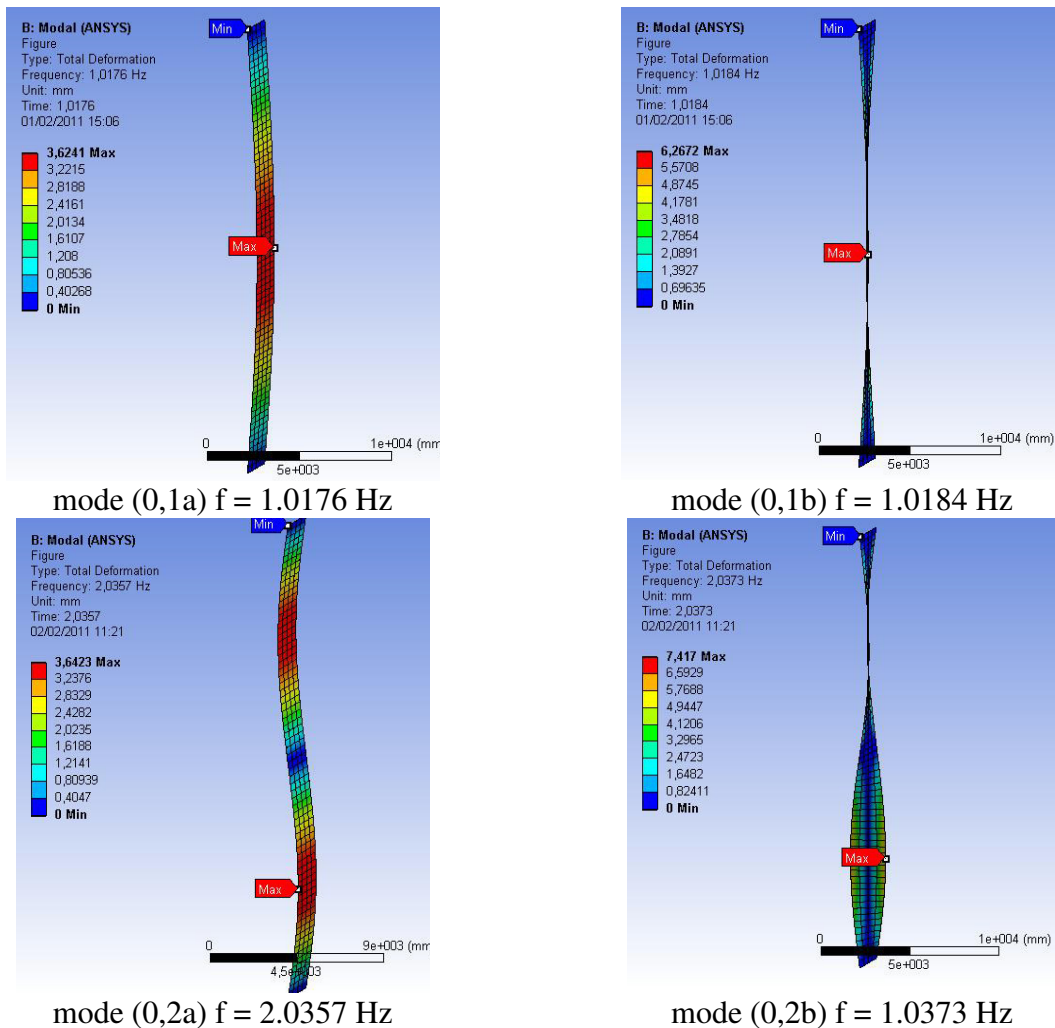 B: Modal (ANSYS)
Figure
Type: Total Deformation
Frequency: 1,0176 Hz
Unit: mm
Time: 1,0176
01/02/2011 15:06
3,6241 Max
3,2215
2,8188
2,4161
2,0134
1,6107
1,208
0,80536
0,40268
0 Min
Min
Max
0
1e+004 (mm)
5e+003
mode (0,1a) f = 1.0176 Hz
B: Modal (ANSYS)
Figure
Type: Total Deformation
Frequency: 1,0184 Hz
Unit: mm
Time: 1,0184
01/02/2011 15:06
6,2672 Max
5,5708
4,8745
4,1781
3,4818
2,7854
2,0891
1,3927
0,69635
0 Min
Min
Max
0
1e+004 (mm)
5e+003
mode (0,1b) f = 1.0184 Hz
B: Modal (ANSYS)
Figure
Type: Total Deformation
Frequency: 2,0357 Hz
Unit: mm
Time: 2,0357
02/02/2011 11:21
3,6423 Max
3,2376
2,8329
2,4282
2,0235
1,6188
1,2141
0,80939
0,4047
0 Min
Min
Max
0
9e+003 (mm
4,5e+003
mode (0,2a) f = 2.0357 Hz
B: Modal (ANSYS)
Figure
Type: Total Deformation
Frequency: 2,0373 Hz
Unit: mm
Time: 2,0373
02/02/2011 11:21
7,417 Max
6,5929
5,7688
4,9447
4,1206
3,2965
2,4723
1,6482
0,82411
0 Min
Min
Max
0
1e+004 (mm)
5e+003
mode (0,2b) f = 1.0373 Hz